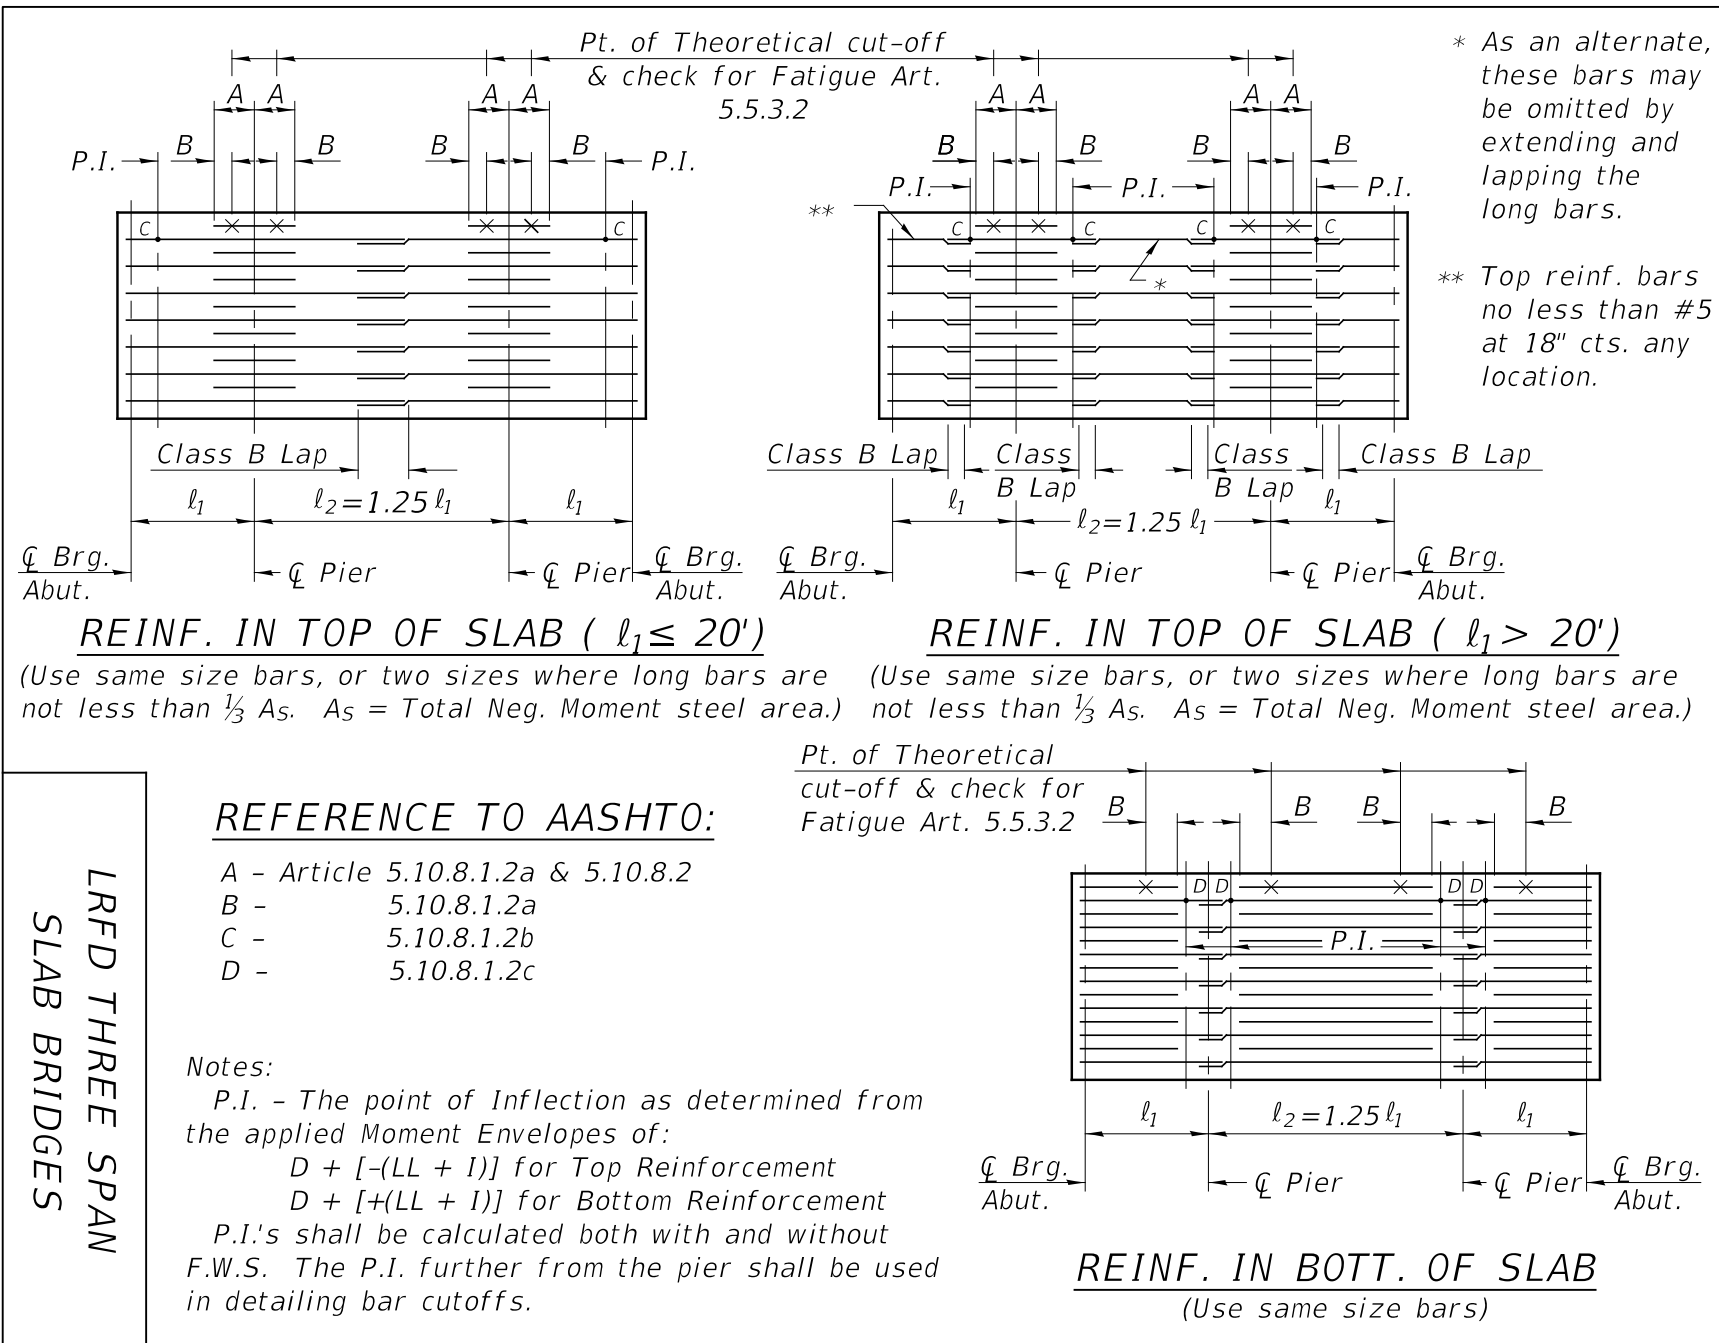 Pt. of Theoretical cut-off
& check for Fatigue Art.
5.5.3.2
A A A A
B B B B
P.I. P.I.
C C
Class B Lap
ℓ1 ℓ2=1.25 ℓ1 ℓ1
℄ Brg.
Abut.
℄ Pier
℄ Pier
℄ Brg.
Abut.
REINF. IN TOP OF SLAB ( ℓ1 ≤ 20')
(Use same size bars, or two sizes where long bars are
not less than ⅓ As. As = Total Neg. Moment steel area.)
A A A A
B B B B
P.I. P.I. P.I.
**
C C C C
*
Class B Lap
Class
B Lap
Class
B Lap
Class B Lap
ℓ1 ℓ2=1.25 ℓ1 ℓ1
℄ Brg.
Abut.
℄ Pier
℄ Pier
℄ Brg.
Abut.
REINF. IN TOP OF SLAB ( ℓ1 > 20')
(Use same size bars, or two sizes where long bars are
not less than ⅓ As. As = Total Neg. Moment steel area.)
* As an alternate,
these bars may
be omitted by
extending and
lapping the
long bars.
** Top reinf. bars
no less than #5
at 18" cts. any
location.
LRFD THREE SPAN
SLAB BRIDGES
REFERENCE TO AASHTO:
A - Article 5.10.8.1.2a & 5.10.8.2
B - 5.10.8.1.2a
C - 5.10.8.1.2b
D - 5.10.8.1.2c
Notes:
P.I. - The point of Inflection as determined from
the applied Moment Envelopes of:
D + [-(LL + I)] for Top Reinforcement
D + [+(LL + I)] for Bottom Reinforcement
P.I.'s shall be calculated both with and without
F.W.S. The P.I. further from the pier shall be used
in detailing bar cutoffs.
Pt. of Theoretical
cut-off & check for
Fatigue Art. 5.5.3.2
B B B B
D D D D
P.I.
ℓ1 ℓ2=1.25 ℓ1 ℓ1
℄ Brg.
Abut.
℄ Pier
℄ Pier
℄ Brg.
Abut.
REINF. IN BOTT. OF SLAB
(Use same size bars)